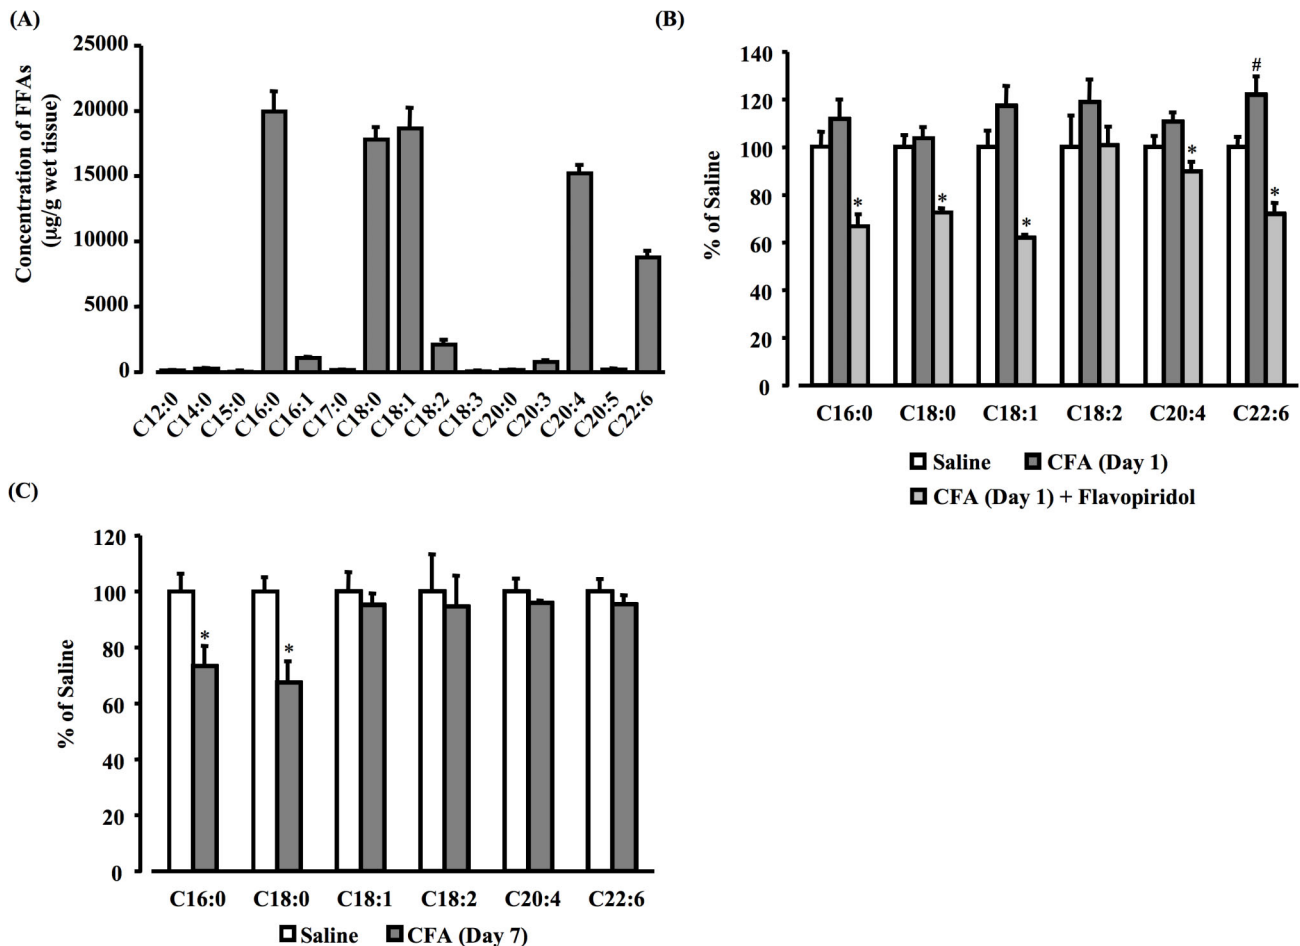 (A)
Concentration of FFAs
(μg/g wet tissue)
25000
20000
15000
10000
5000
0
C12:0
C14:0
C15:0
C16:0
C16:1
C17:0
C18:0
C18:1
C18:2
C18:3
C20:0
C20:3
C20:4
C20:5
C22:6
(B)
% of Saline
140
120
100
80
60
40
20
0
* * * * # *
C16:0 C18:0 C18:1 C18:2 C20:4 C22:6
Saline CFA (Day 1)
CFA (Day 1) + Flavopiridol
(C)
% of Saline
120
100
80
60
40
20
0
* *
C16:0 C18:0 C18:1 C18:2 C20:4 C22:6
Saline CFA (Day 7)